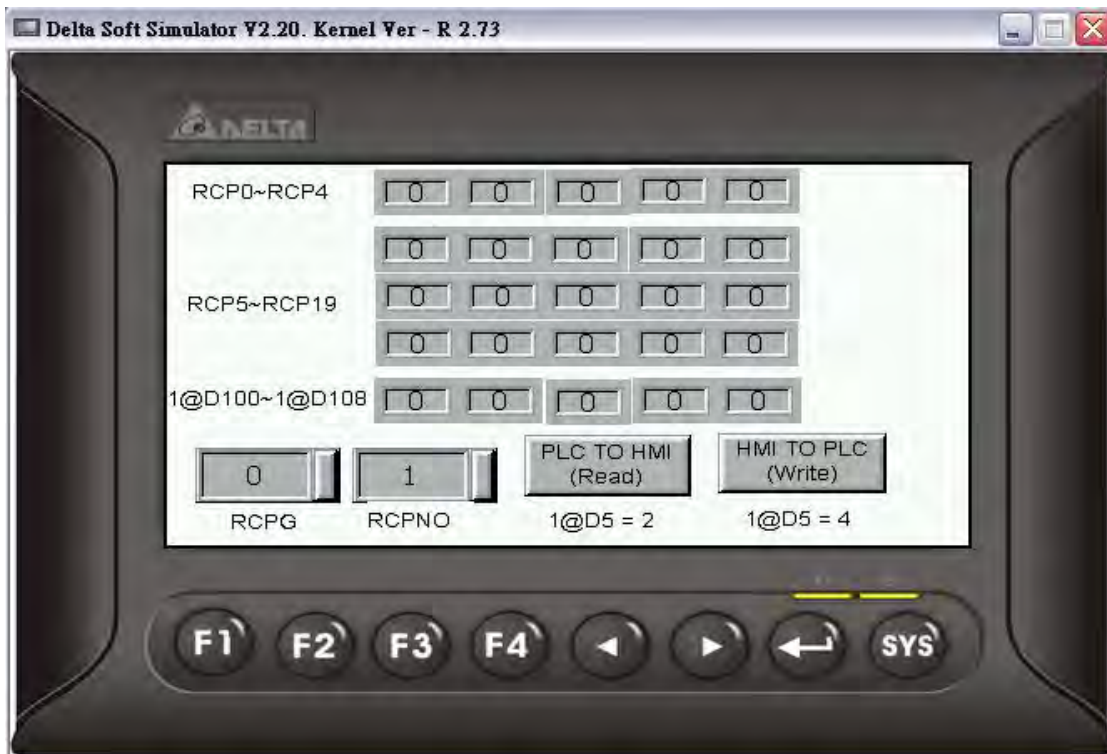 Delta Soft Simulator V2.20. Kernel Ver - R 2.73
DELTA
RCP0~RCP4 0 0 0 0 0
0 0 0 0 0
RCP5~RCP19 0 0 0 0 0
0 0 0 0 0
1@D100~1@D108 0 0 0 0 0
0 1 PLC TO HMI HMI TO PLC
(Read) (Write)
RCPG RCPNO 1@D5 = 2 1@D5 = 4
F1 F2 F3 F4 SYS